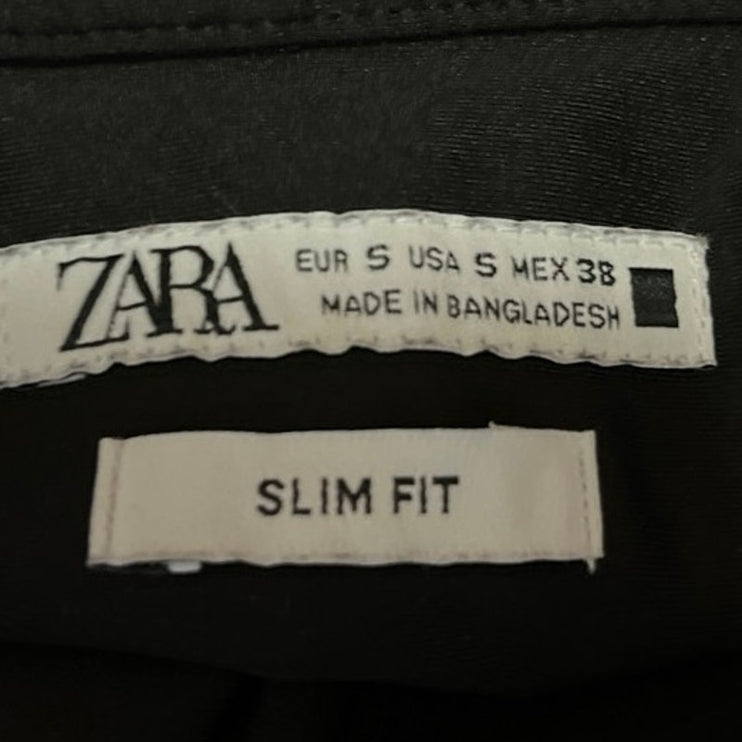 ZARA
EUR S USA S MEX 38
MADE IN BANGLADESH
SLIM FIT